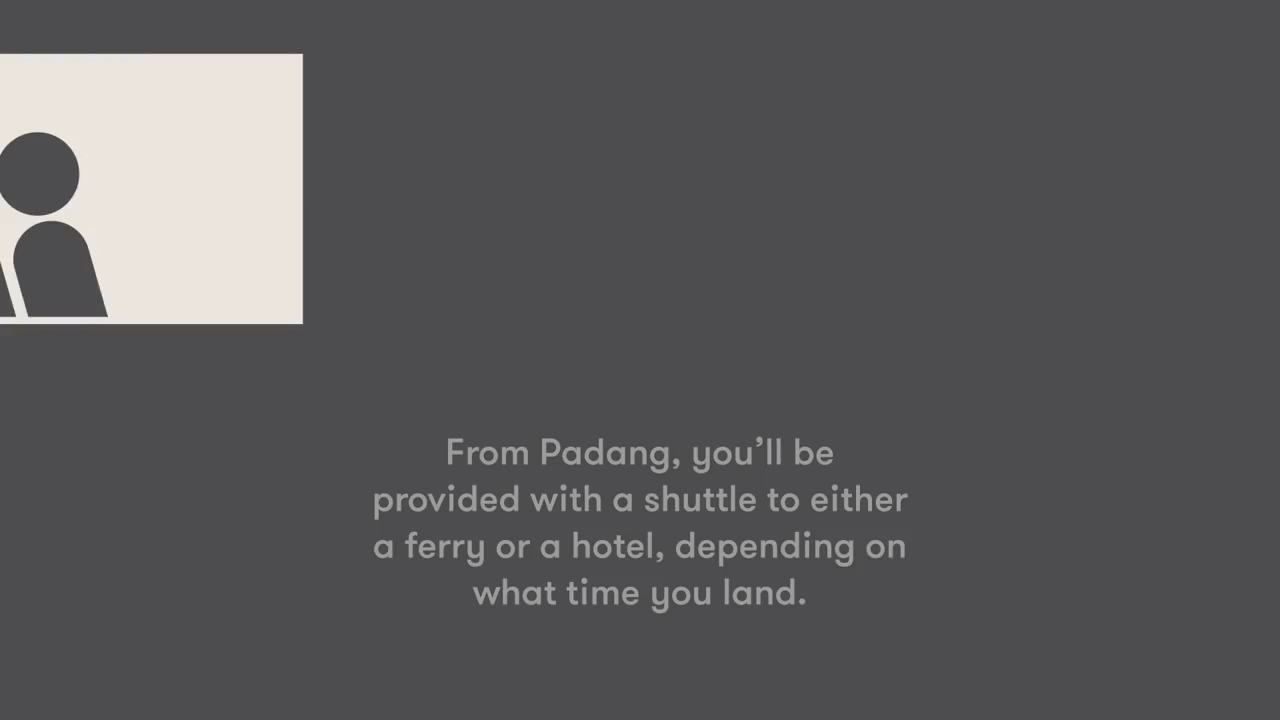 From Padang, you’ll be
provided with a shuttle to either
a ferry or a hotel, depending on
what time you land.